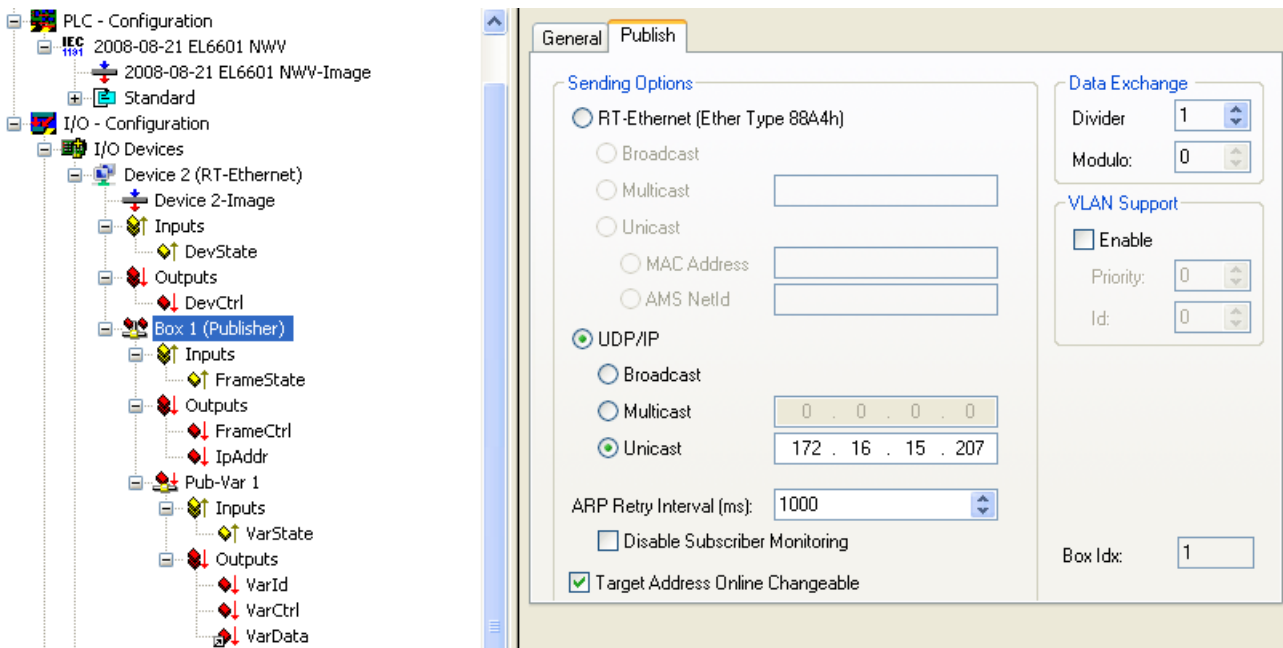 PLC - Configuration
IEC
1131
2008-08-21 EL6601 NWV
2008-08-21 EL6601 NWV-Image
Standard
I/O - Configuration
I/O Devices
Device 2 (RT-Ethernet)
Device 2-Image
Inputs
DevState
Outputs
DevCtrl
Box 1 (Publisher)
Inputs
FrameState
Outputs
FrameCtrl
IpAddr
Pub-Var 1
Inputs
VarState
Outputs
VarId
VarCtrl
VarData
General Publish
Sending Options
RT-Ethernet (Ether Type 88A4h)
Broadcast
Multicast
Unicast
MAC Address
AMS NetId
UDP/IP
Broadcast
Multicast 0 . 0 . 0 . 0
Unicast 172 . 16 . 15 . 207
ARP Retry Interval (ms): 1000
Disable Subscriber Monitoring
Target Address Online Changeable
Data Exchange
Divider 1
Modulo: 0
VLAN Support
Enable
Priority: 0
Id: 0
Box Idx: 1